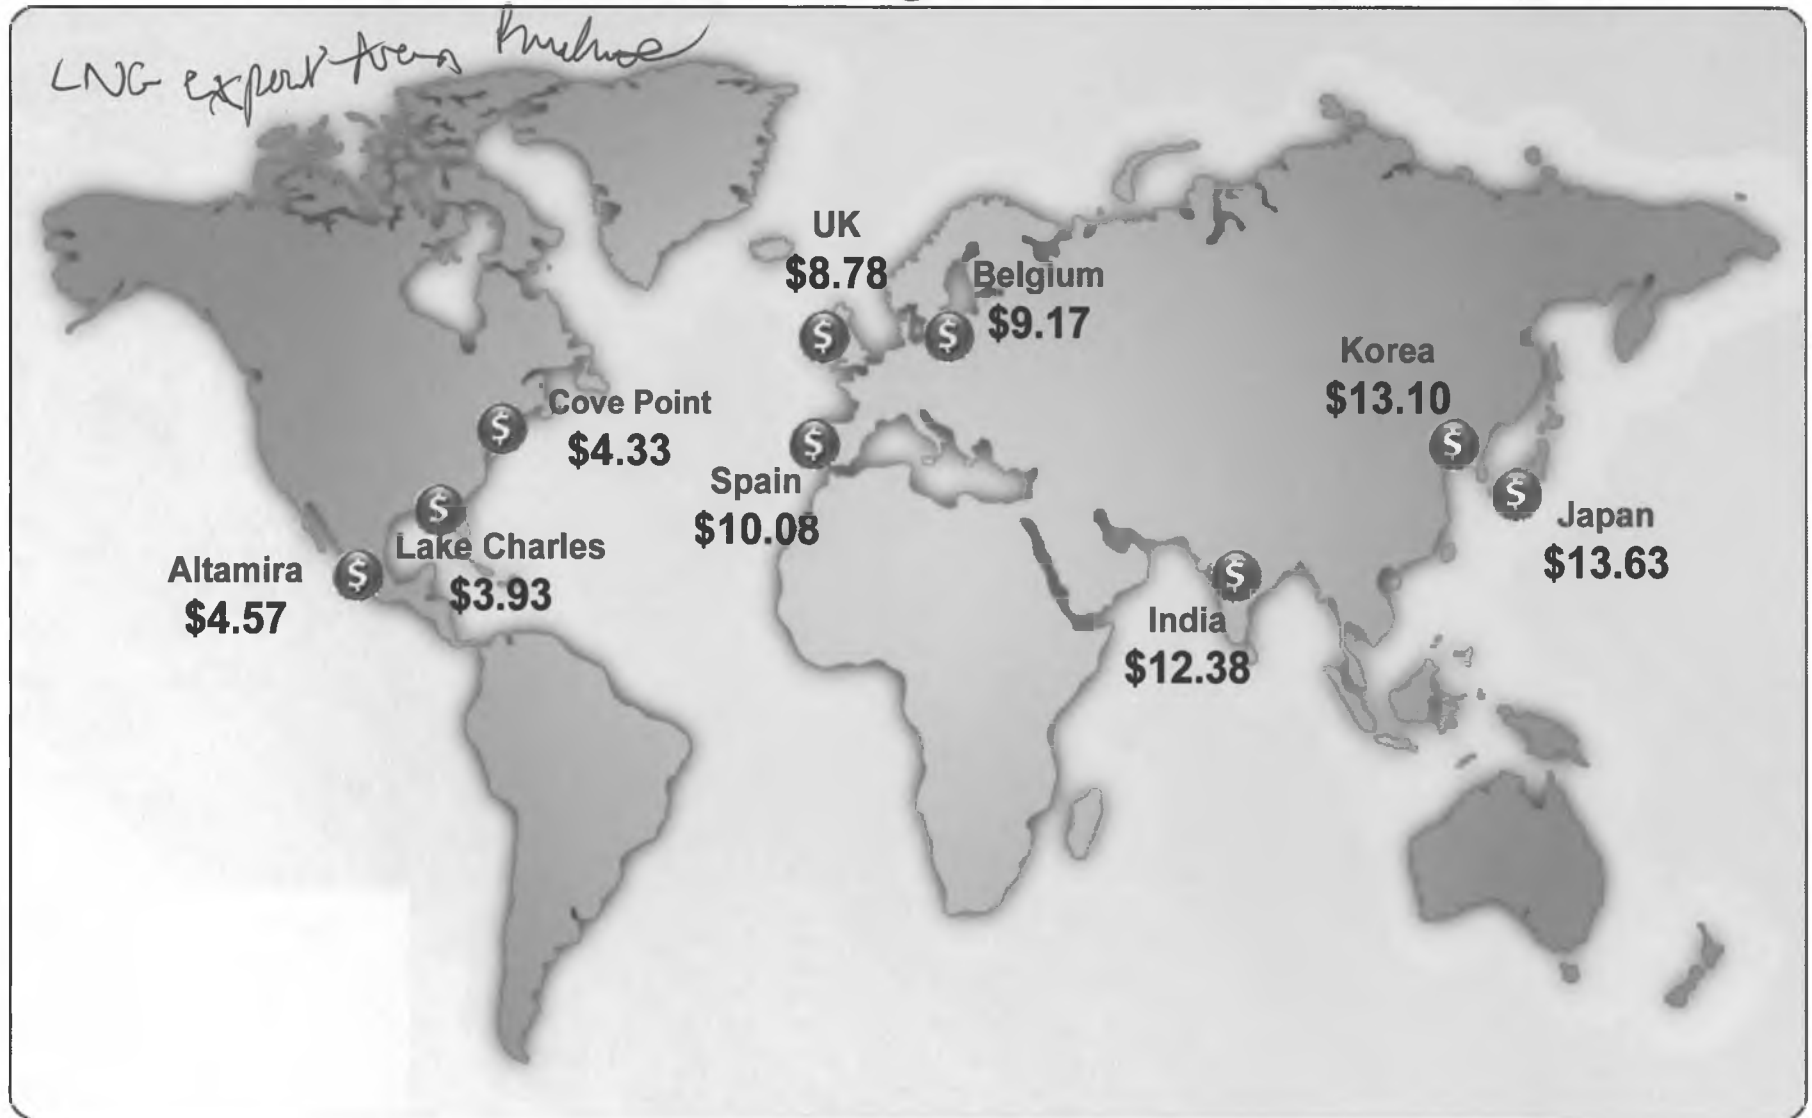 LNG export
UK
$8.78
Belgium
$9.17
Korea
$13.10
Cove Point
$4.33
Spain
$10.08
Japan
$13.63
Lake Charles
$3.93
Altamira
$4.57
India
$12.38
$
$
$
$
$
$
$
$
$